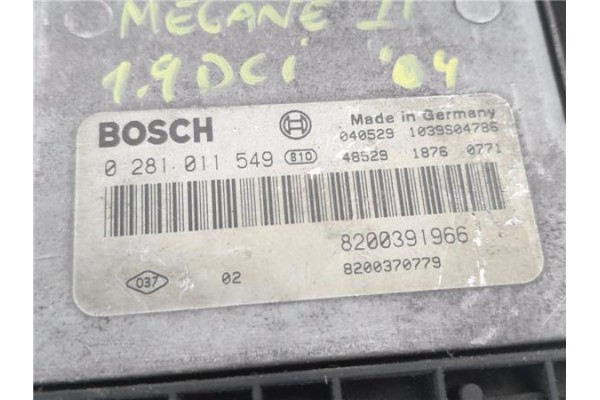 MEGANE II
1.9 DCi '04
BOSCH
Made in Germany
040529 1039S04786
0 281 011 549 810 48529 1876 0771
8200391966
037 02 8200370779